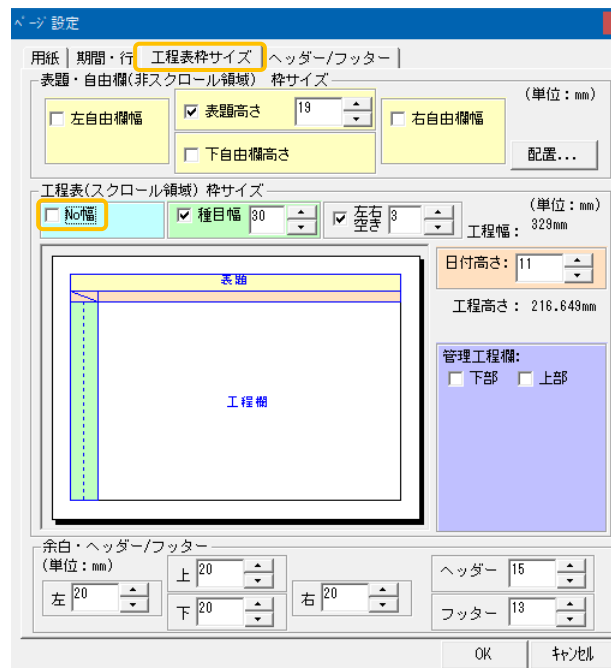 ページ設定
用紙 期間・行 工程表枠サイズ ヘッダー/フッター
表題・自由欄(非スクロール領域) 枠サイズ
(単位：mm)
左自由欄幅
表題高さ 19
右自由欄幅
下自由欄高さ
配置...
工程表(スクロール領域) 枠サイズ
No幅
種目幅 30
左右空き 3
(単位：mm)
工程幅： 329mm
日付高さ： 11
工程高さ： 216.649mm
表題
工程欄
管理工程欄:
下部 上部
余白・ヘッダー/フッター
(単位：mm)
左 20
上 20
下 20
右 20
ヘッダー 15
フッター 13
OK キャンセル